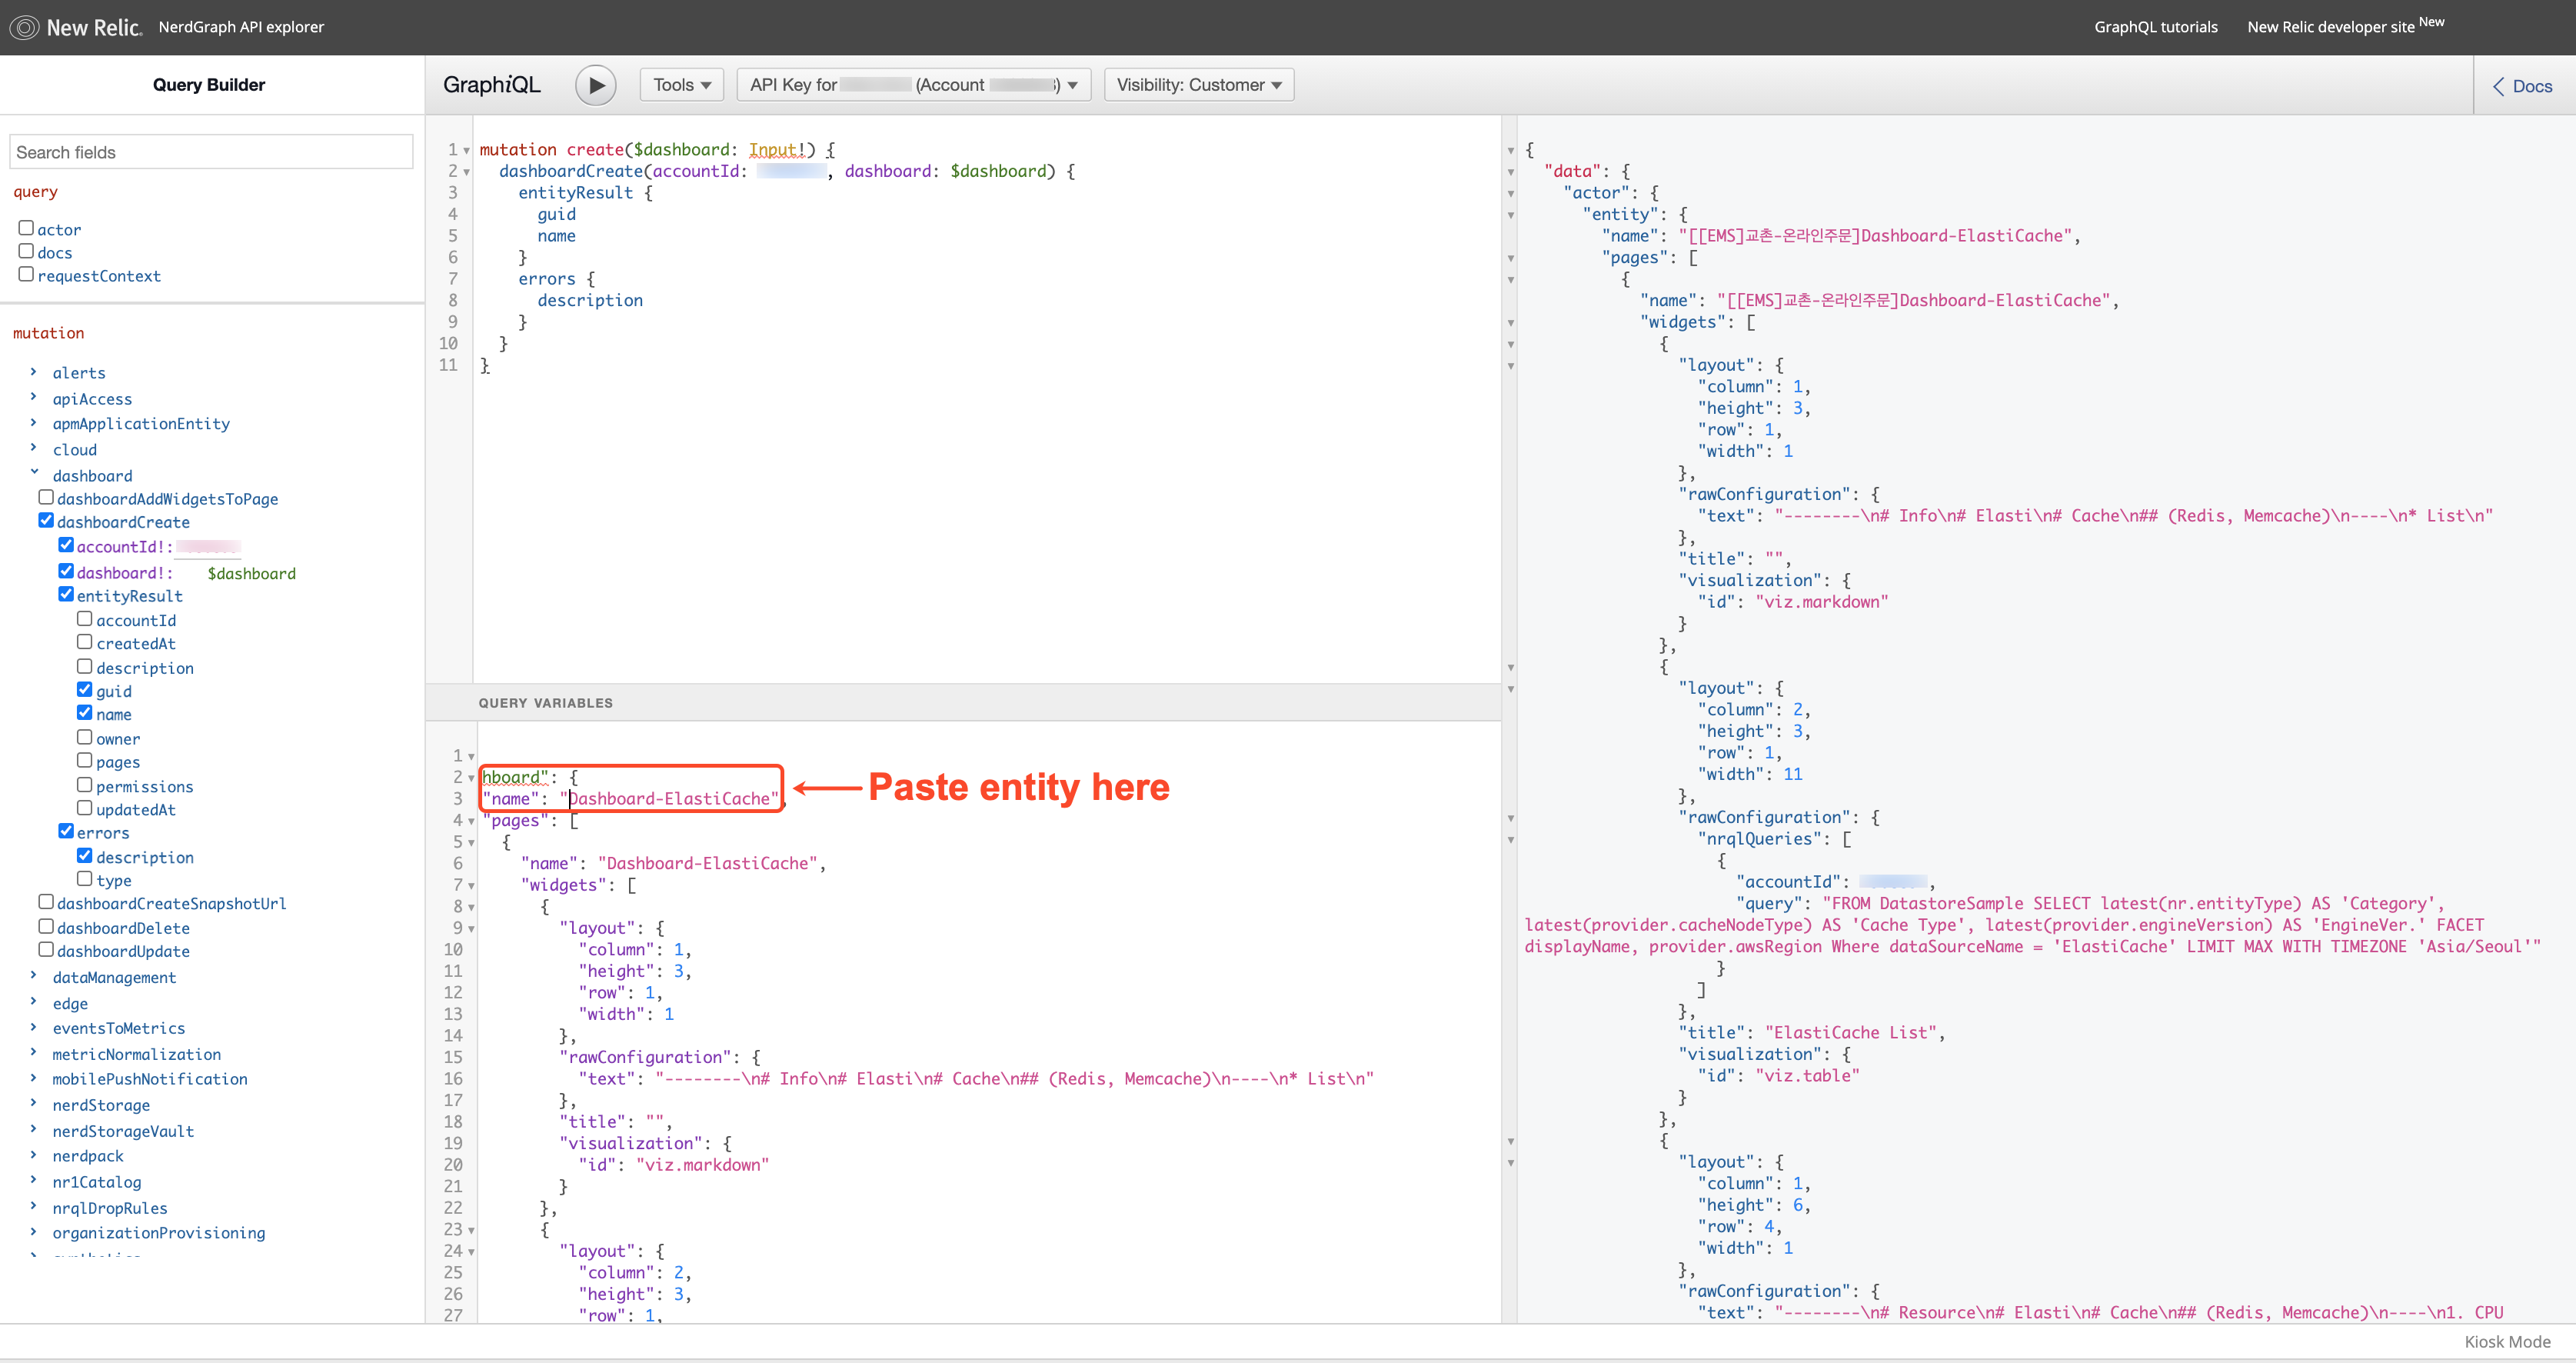 New Relic. NerdGraph API explorer GraphQL tutorials New Relic developer site New
Query Builder
GraphiQL Tools API Key for (Account ) Visibility: Customer Docs
Search fields
query
actor
docs
requestContext
mutation
alerts
apiAccess
apmApplicationEntity
cloud
dashboard
dashboardAddWidgetsToPage
dashboardCreate
accountId!:
dashboard!: $dashboard
entityResult
accountId
createdAt
description
guid
name
owner
pages
permissions
updatedAt
errors
description
type
dashboardCreateSnapshotUrl
dashboardDelete
dashboardUpdate
dataManagement
edge
eventsToMetrics
metricNormalization
mobilePushNotification
nerdStorage
nerdStorageVault
nerdpack
nr1Catalog
nrqlDropRules
organizationProvisioning
1 mutation create($dashboard: Input!) {
2 dashboardCreate(accountId: , dashboard: $dashboard) {
3 entityResult {
4 guid
5 name
6 }
7 errors {
8 description
9 }
10 }
11 }
QUERY VARIABLES
1
2 hboard": {
3 "name": "Dashboard-ElastiCache",
Paste entity here
4 "pages": [
5 {
6 "name": "Dashboard-ElastiCache",
7 "widgets": [
8 {
9 "layout": {
10 "column": 1,
11 "height": 3,
12 "row": 1,
13 "width": 1
14 },
15 "rawConfiguration": {
16 "text": "--------\n# Info\n# Elasti\n# Cache\n## (Redis, Memcache)\n----\n* List\n"
17 },
18 "title": "",
19 "visualization": {
20 "id": "viz.markdown"
21 }
22 },
23 {
24 "layout": {
25 "column": 2,
26 "height": 3,
27 "row": 1,
{
"data": {
"actor": {
"entity": {
"name": "[[EMS]교촌-온라인주문]Dashboard-ElastiCache",
"pages": [
{
"name": "[[EMS]교촌-온라인주문]Dashboard-ElastiCache",
"widgets": [
{
"layout": {
"column": 1,
"height": 3,
"row": 1,
"width": 1
},
"rawConfiguration": {
"text": "--------\n# Info\n# Elasti\n# Cache\n## (Redis, Memcache)\n----\n* List\n"
},
"title": "",
"visualization": {
"id": "viz.markdown"
}
},
{
"layout": {
"column": 2,
"height": 3,
"row": 1,
"width": 11
},
"rawConfiguration": {
"nrqlQueries": [
{
"accountId": ,
"query": "FROM DatastoreSample SELECT latest(nr.entityType) AS 'Category',
latest(provider.cacheNodeType) AS 'Cache Type', latest(provider.engineVersion) AS 'EngineVer.' FACET
displayName, provider.awsRegion Where dataSourceName = 'ElastiCache' LIMIT MAX WITH TIMEZONE 'Asia/Seoul'"
}
]
},
"title": "ElastiCache List",
"visualization": {
"id": "viz.table"
}
},
{
"layout": {
"column": 1,
"height": 6,
"row": 4,
"width": 1
},
"rawConfiguration": {
"text": "--------\n# Resource\n# Elasti\n# Cache\n## (Redis, Memcache)\n----\n1. CPU
Kiosk Mode